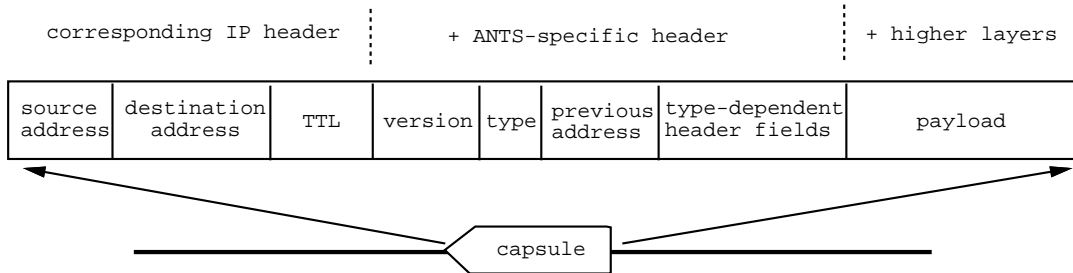 corresponding IP header
+ ANTS-specific header
+ higher layers
source
address
destination
address
TTL
version
type
previous
address
type-dependent
header fields
payload
capsule